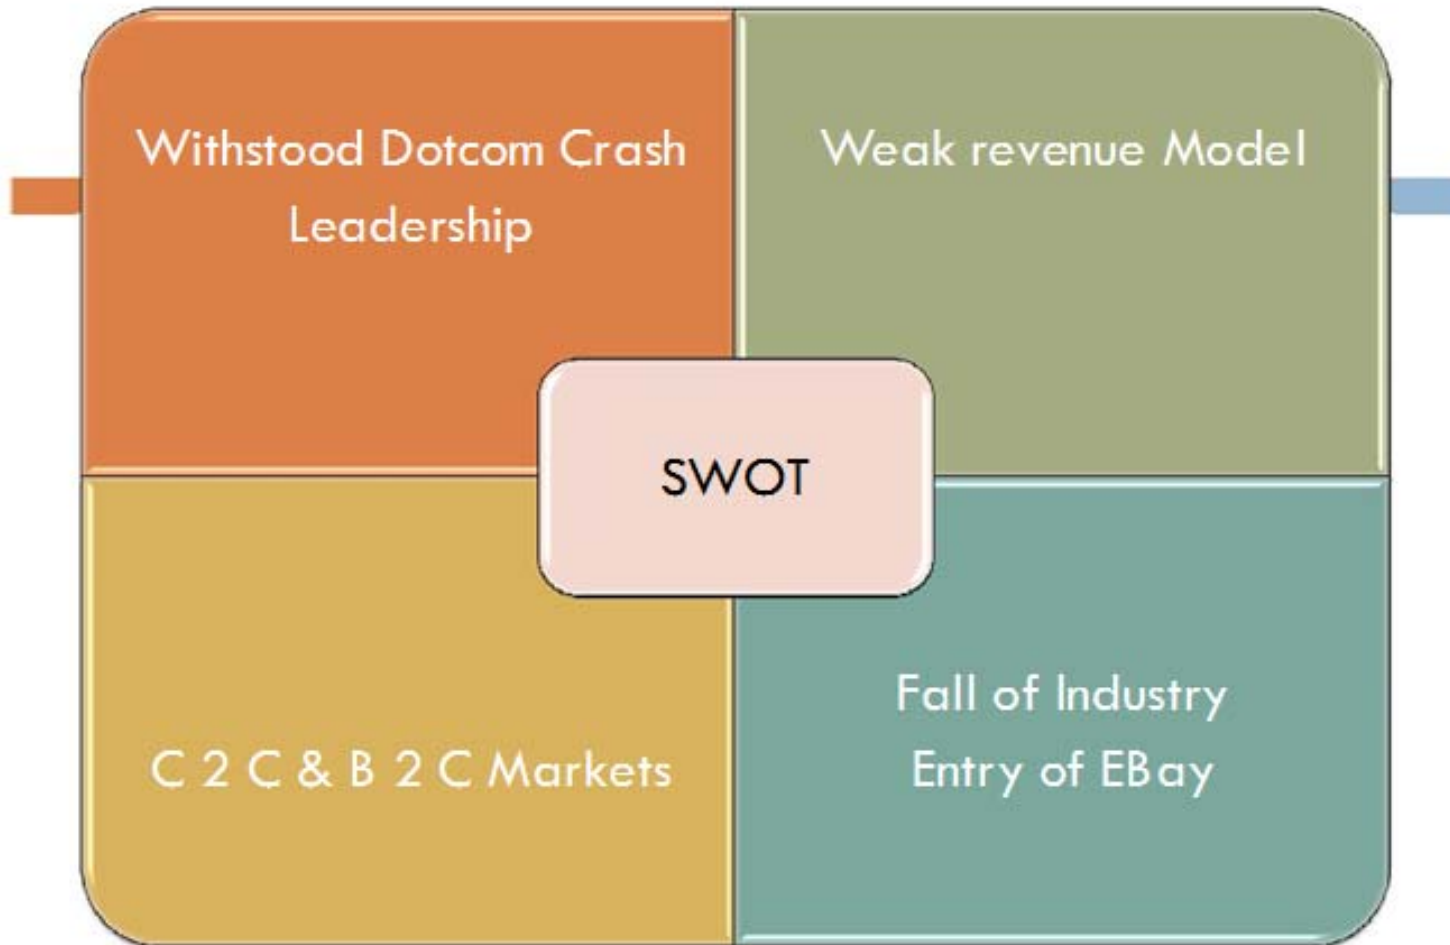 Withstood Dotcom Crash
Leadership
Weak revenue Model
SWOT
C 2 C & B 2 C Markets
Fall of Industry
Entry of EBay